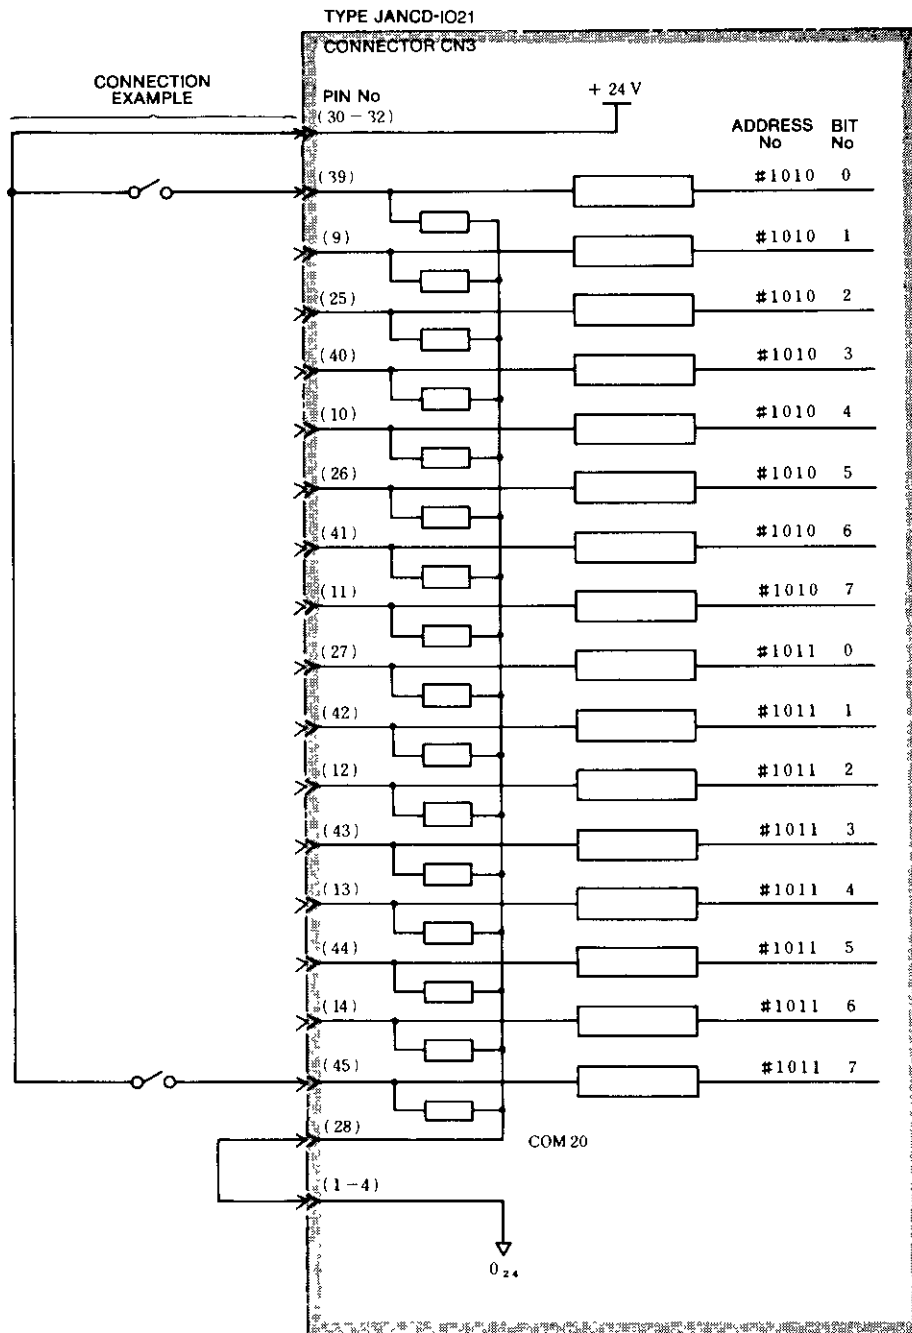 TYPE JANCD-IO21
CONNECTOR CN3
CONNECTION
EXAMPLE
PIN No
(30-32)
+ 24 V
ADDRESS BIT
No No
(39) #1010 0
(9) #1010 1
(25) #1010 2
(40) #1010 3
(10) #1010 4
(26) #1010 5
(41) #1010 6
(11) #1010 7
(27) #1011 0
(42) #1011 1
(12) #1011 2
(43) #1011 3
(13) #1011 4
(44) #1011 5
(14) #1011 6
(45) #1011 7
(28) COM 20
(1-4)
0 24